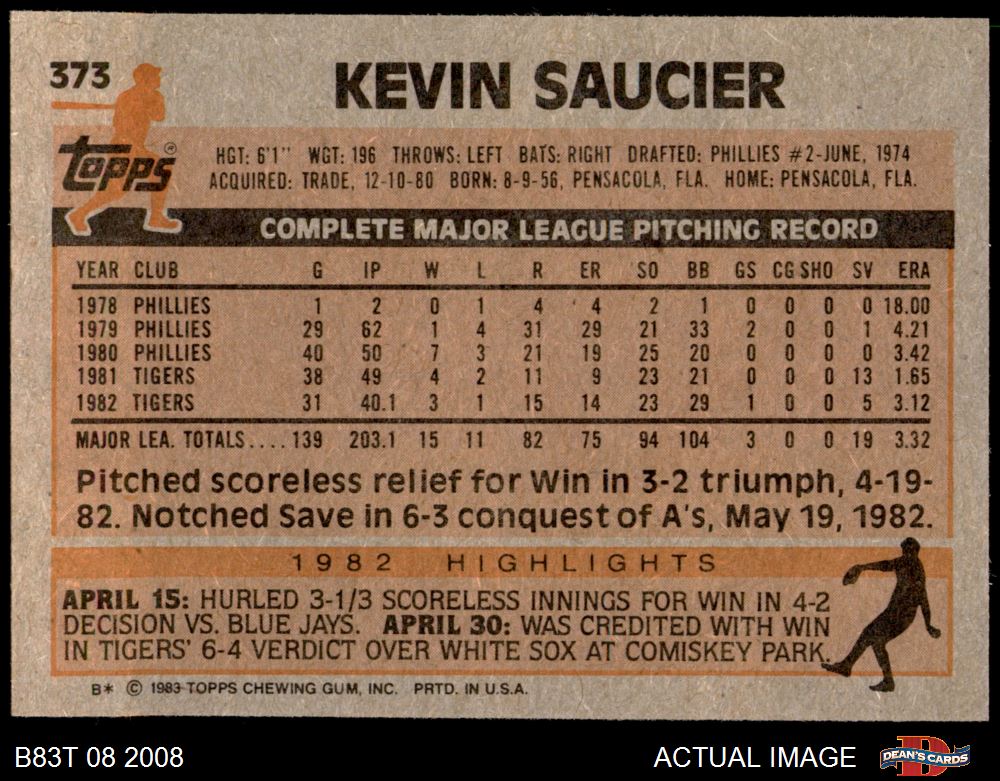 373
KEVIN SAUCIER
Topps®
HGT: 6'1" WGT: 196 THROWS: LEFT BATS: RIGHT DRAFTED: PHILLIES #2-JUNE, 1974
ACQUIRED: TRADE, 12-10-80 BORN: 8-9-56, PENSACOLA, FLA. HOME: PENSACOLA, FLA.
COMPLETE MAJOR LEAGUE PITCHING RECORD
YEAR CLUB G IP W L R ER SO BB GS CG SHO SV ERA
1978 PHILLIES 1 2 0 1 4 4 2 1 0 0 0 0 18.00
1979 PHILLIES 29 62 1 4 31 29 21 33 2 0 0 1 4.21
1980 PHILLIES 40 50 7 3 21 19 25 20 0 0 0 0 3.42
1981 TIGERS 38 49 4 2 11 9 23 21 0 0 0 13 1.65
1982 TIGERS 31 40.1 3 1 15 14 23 29 1 0 0 5 3.12
MAJOR LEA. TOTALS.... 139 203.1 15 11 82 75 94 104 3 0 0 19 3.32
Pitched scoreless relief for Win in 3-2 triumph, 4-19-
82. Notched Save in 6-3 conquest of A's, May 19, 1982.
1982 HIGHLIGHTS
APRIL 15: HURLED 3-1/3 SCORELESS INNINGS FOR WIN IN 4-2
DECISION VS. BLUE JAYS. APRIL 30: WAS CREDITED WITH WIN
IN TIGERS' 6-4 VERDICT OVER WHITE SOX AT COMISKEY PARK.
B* © 1983 TOPPS CHEWING GUM, INC. PRTD. IN U.S.A.
B83T 08 2008
ACTUAL IMAGE
D
DEAN'S CARDS